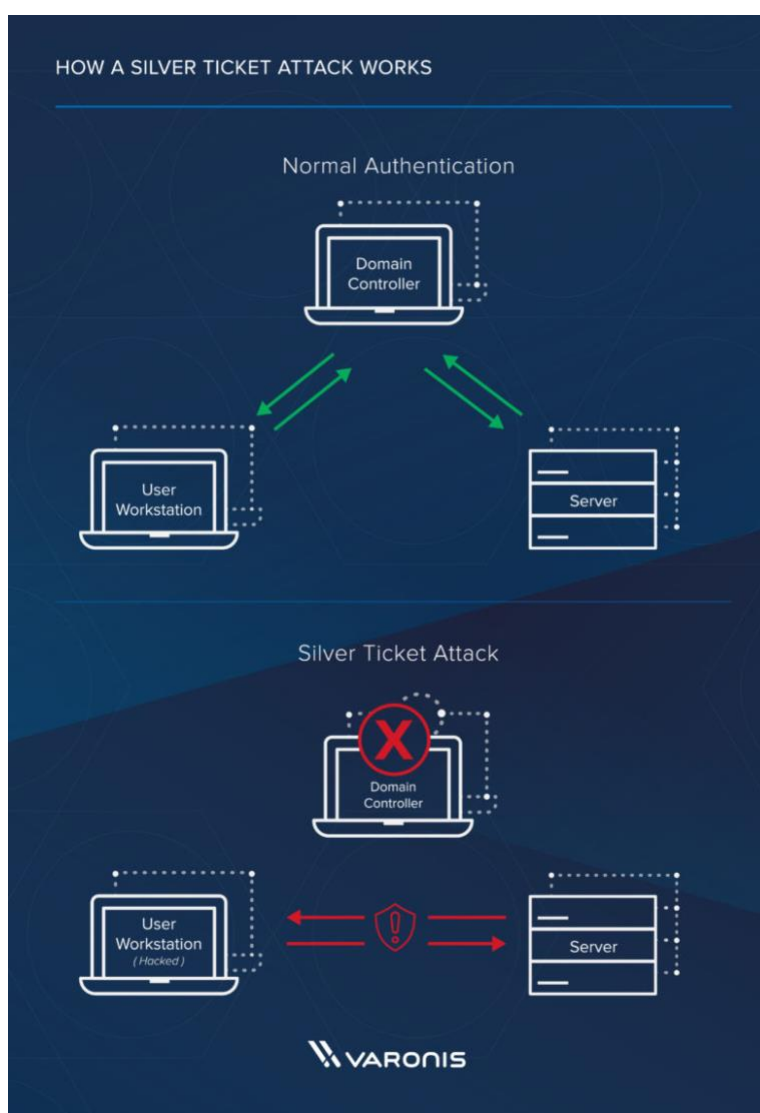 HOW A SILVER TICKET ATTACK WORKS
Normal Authentication
Domain
Controller
User
Workstation
Server
Silver Ticket Attack
X
Domain
Controller
User
Workstation
(Hacked)
!
Server
VARONIS